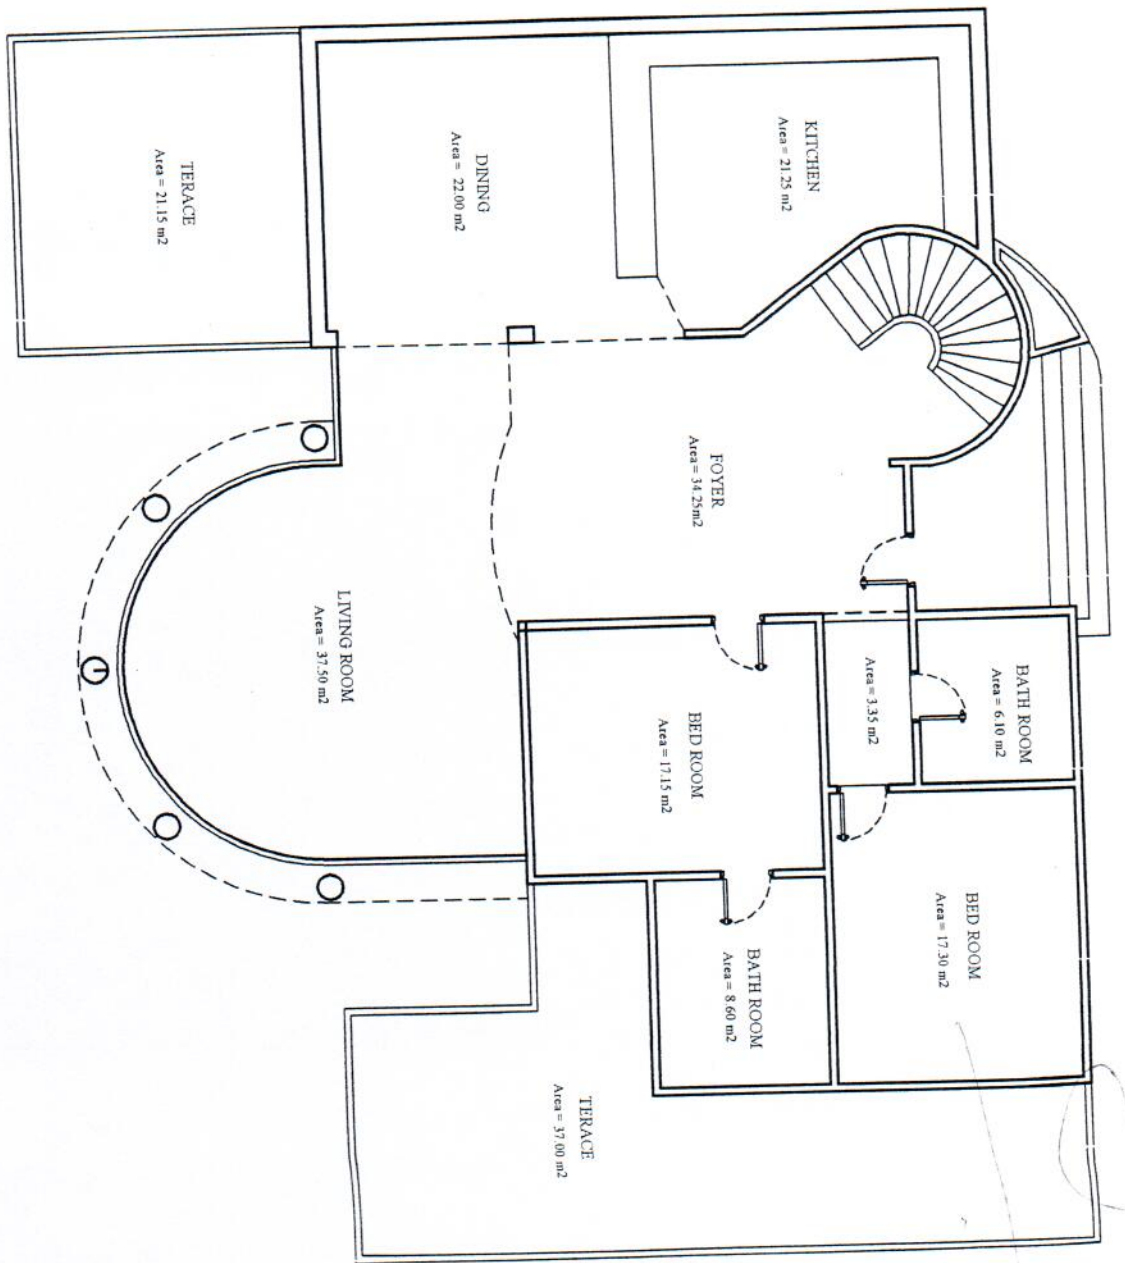 KITCHEN
Area = 21.25 m2
DINING
Area = 22.00 m2
TERACE
Area = 21.15 m2
FOYER
Area = 34.25m2
LIVING ROOM
Area = 37.50 m2
BATH ROOM
Area = 6.10 m2
Area = 3.35 m2
BED ROOM
Area = 17.15 m2
BED ROOM
Area = 17.30 m2
BATH ROOM
Area = 8.60 m2
TERACE
Area = 37.00 m2